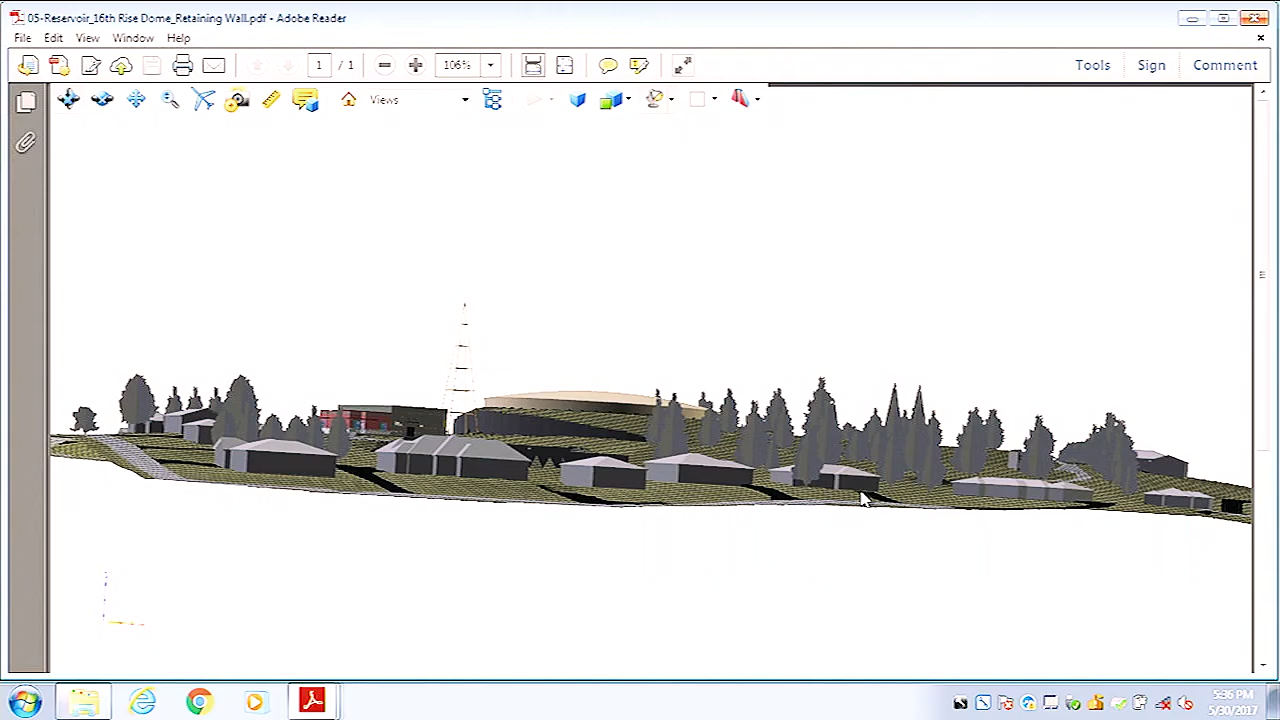 05-Reservoir_16th Rise Dome_Retaining Wall.pdf - Adobe Reader
File Edit View Window Help
1 / 1 106% Tools Sign Comment
Views
5:36 PM
5/30/2017